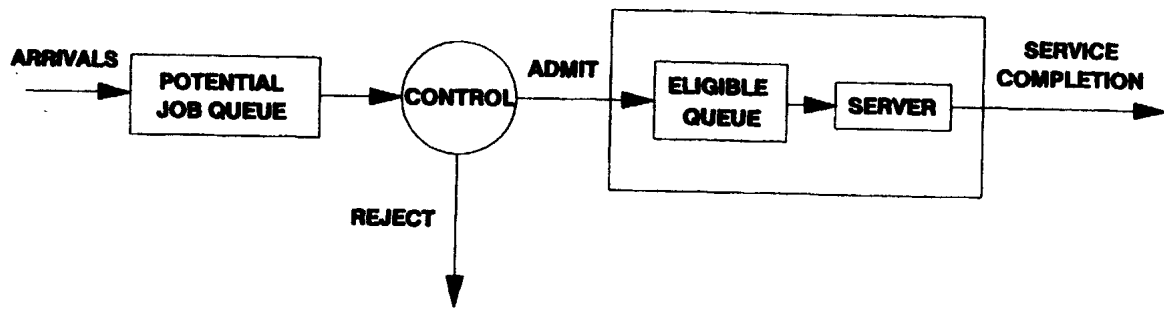 ARRIVALS
POTENTIAL
JOB QUEUE
CONTROL
ADMIT
REJECT
ELIGIBLE
QUEUE
SERVER
SERVICE
COMPLETION